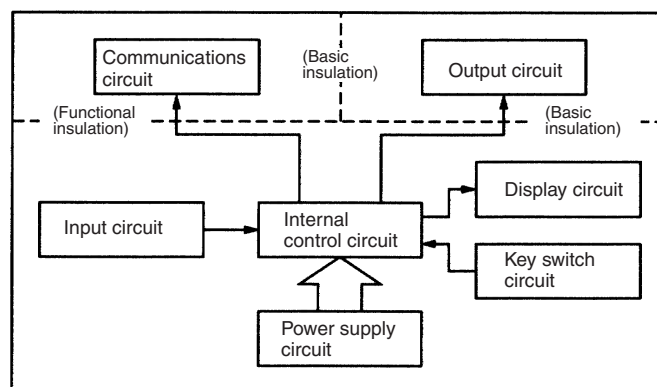 Communications
circuit
(Basic
insulation)
Output circuit
(Functional
insulation)
(Basic
insulation)
Input circuit
Internal
control circuit
Display circuit
Key switch
circuit
Power supply
circuit